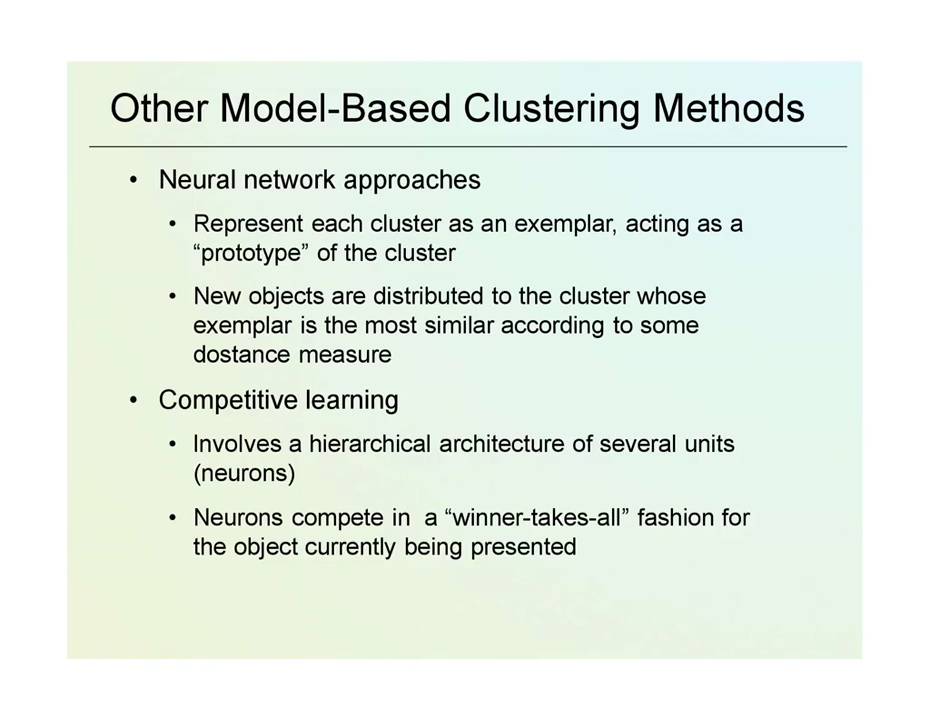 Other Model-Based Clustering Methods
• Neural network approaches
• Represent each cluster as an exemplar, acting as a
“prototype” of the cluster
• New objects are distributed to the cluster whose
exemplar is the most similar according to some
dostance measure
• Competitive learning
• Involves a hierarchical architecture of several units
(neurons)
• Neurons compete in  a “winner-takes-all” fashion for
the object currently being presented